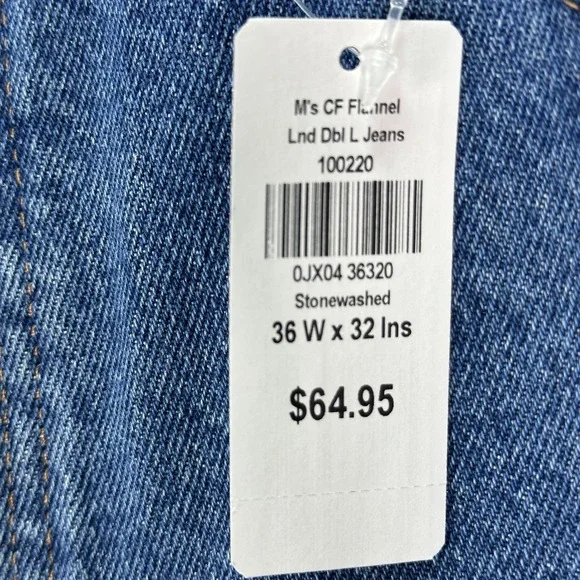 M's CF Flannel
Lnd Dbl L Jeans
100220
0JX04 36320
Stonewashed
36 W x 32 Ins
$64.95